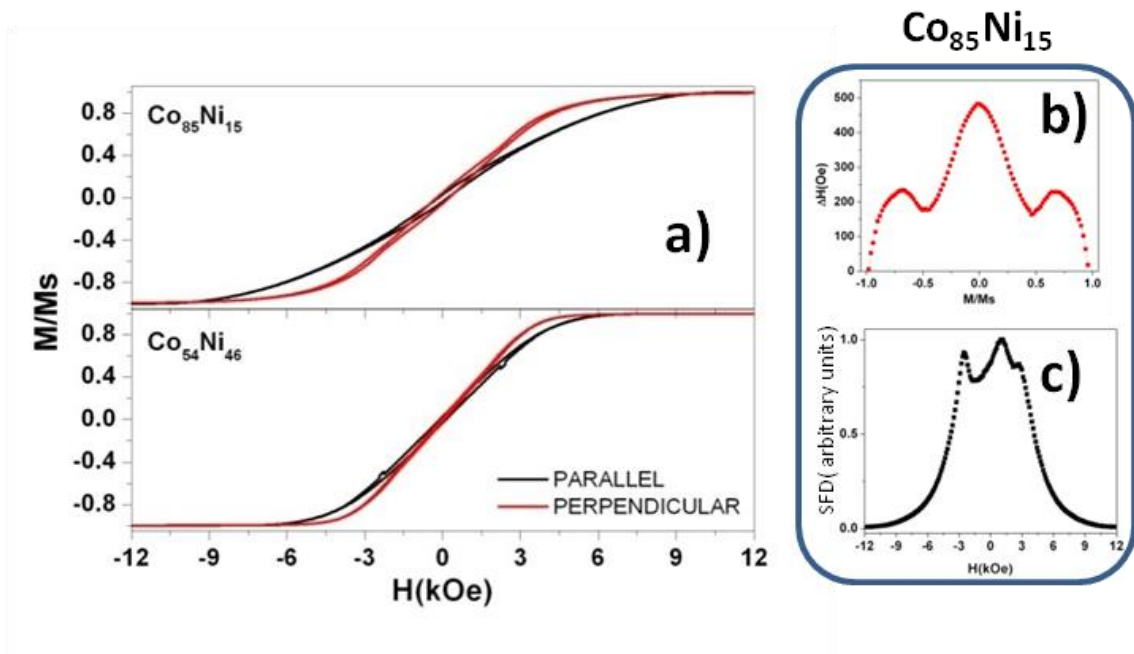 Co85Ni15
a)
0.8
0.4
0.0
-0.4
-0.8
Co85Ni15
M/Ms
0.8
0.4
0.0
-0.4
-0.8
Co54Ni46
PARALLEL
PERPENDICULAR
-12 -9 -6 -3 0 3 6 9 12
H(kOe)
b)
500
400
300
200
100
0
ΔH(Oe)
-1.0 -0.5 0.0 0.5 1.0
M/Ms
c)
1.0
0.5
0.0
SFD( arbitrary units)
-12 -9 -6 -3 0 3 6 9 12
H(kOe)